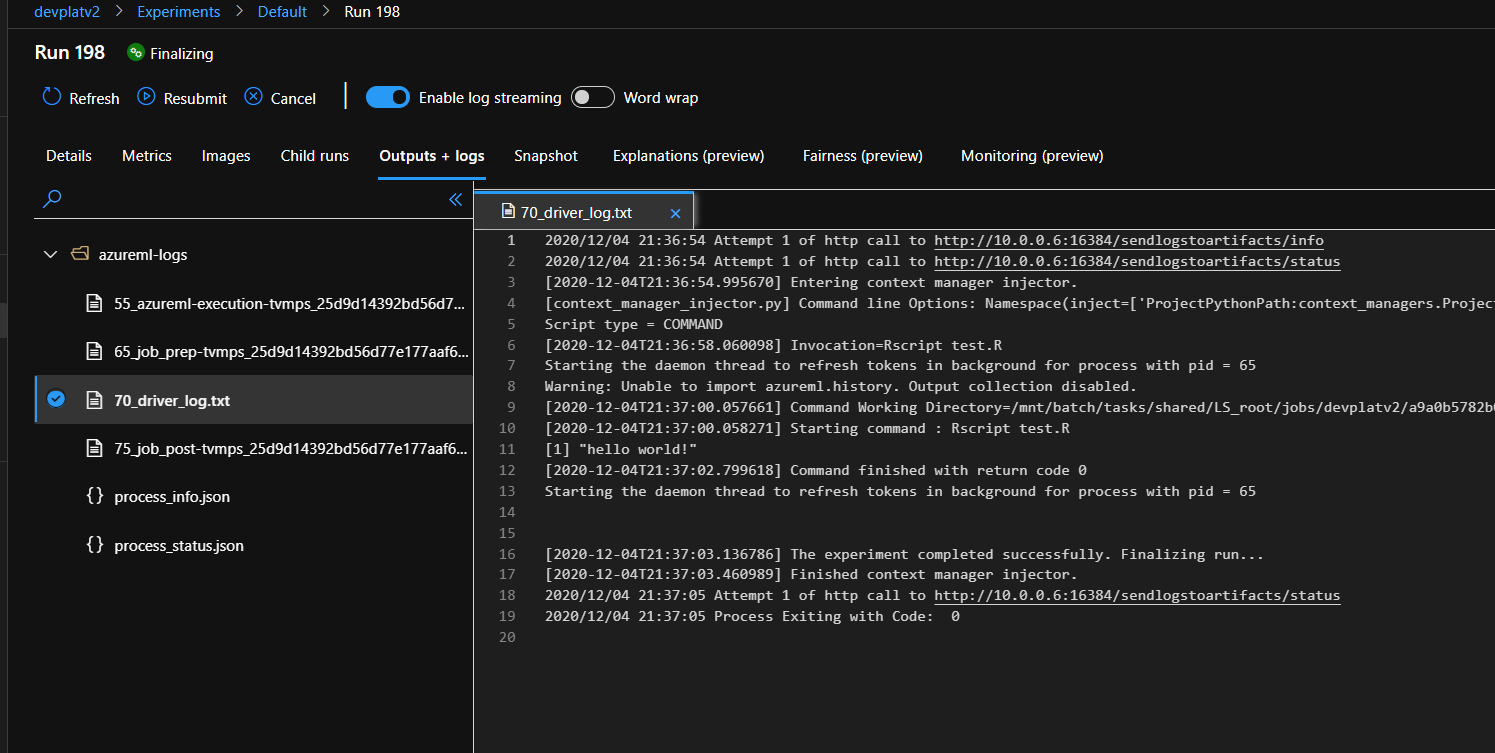 devplatv2 > Experiments > Default > Run 198
Run 198 Finalizing
Refresh Resubmit Cancel Enable log streaming Word wrap
Details Metrics Images Child runs Outputs + logs Snapshot Explanations (preview) Fairness (preview) Monitoring (preview)
azureml-logs
55_azureml-execution-tvmps_25d9d14392bd56d7...
65_job_prep-tvmps_25d9d14392bd56d77e177aaf6...
70_driver_log.txt
75_job_post-tvmps_25d9d14392bd56d77e177aaf6...
{} process_info.json
{} process_status.json
70_driver_log.txt
1 2020/12/04 21:36:54 Attempt 1 of http call to http://10.0.0.6:16384/sendlogstoartifacts/info
2 2020/12/04 21:36:54 Attempt 1 of http call to http://10.0.0.6:16384/sendlogstoartifacts/status
3 [2020-12-04T21:36:54.995670] Entering context manager injector.
4 [context_manager_injector.py] Command line Options: Namespace(inject=['ProjectPythonPath:context_managers.Project
5 Script type = COMMAND
6 [2020-12-04T21:36:58.060098] Invocation=Rscript test.R
7 Starting the daemon thread to refresh tokens in background for process with pid = 65
8 Warning: Unable to import azureml.history. Output collection disabled.
9 [2020-12-04T21:37:00.057661] Command Working Directory=/mnt/batch/tasks/shared/LS_root/jobs/devplatv2/a9a0b5782b
10 [2020-12-04T21:37:00.058271] Starting command : Rscript test.R
11 [1] "hello world!"
12 [2020-12-04T21:37:02.799618] Command finished with return code 0
13 Starting the daemon thread to refresh tokens in background for process with pid = 65
14
15
16 [2020-12-04T21:37:03.136786] The experiment completed successfully. Finalizing run...
17 [2020-12-04T21:37:03.460989] Finished context manager injector.
18 2020/12/04 21:37:05 Attempt 1 of http call to http://10.0.0.6:16384/sendlogstoartifacts/status
19 2020/12/04 21:37:05 Process Exiting with Code:  0
20